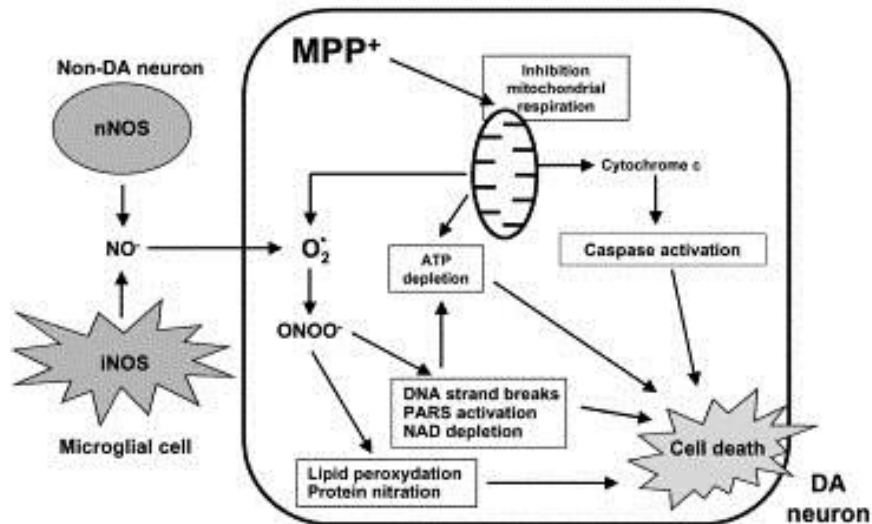 MPP+
Non-DA neuron
Inhibition
mitochondrial
respiration
nNOS
Cytochrome c
NO·
O₂·
ATP
depletion
Caspase activation
ONOO-
iNOS
DNA strand breaks
PARS activation
NAD depletion
Microglial cell
Cell death
Lipid peroxydation
Protein nitration
DA
neuron